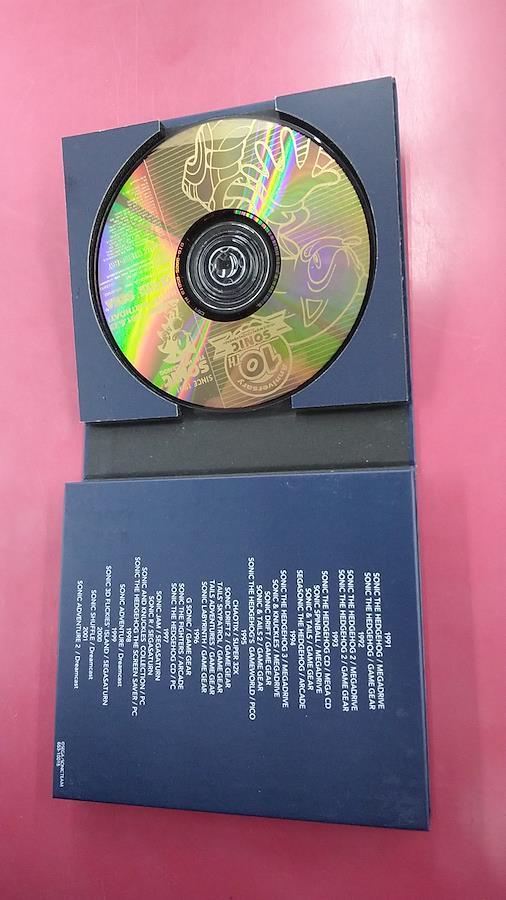 10TH
anniversary
SONIC
SONIC
1991
SONIC THE HEDGEHOG / MEGADRIVE
SONIC THE HEDGEHOG / GAME GEAR
1992
SONIC THE HEDGEHOG 2 / MEGADRIVE
SONIC THE HEDGEHOG 2 / GAME GEAR
1993
SONIC THE HEDGEHOG CD / MEGA CD
SONIC & TAILS / GAME GEAR
SONIC SPINBALL / MEGADRIVE
SEGASONIC THE HEDGEHOG / ARCADE
1994
SONIC THE HEDGEHOG 3 / MEGADRIVE
SONIC & KNUCKLES / MEGADRIVE
SONIC DRIFT / GAME GEAR
SONIC & TAILS 2 / GAME GEAR
SONIC THE HEDGEHOG'S GAMEWORLD / PICO
1995
CHAOTIX / SUPER 32X
SONIC DRIFT 2 / GAME GEAR
TAILS' SKYPATROL / GAME GEAR
TAILS ADVENTURES / GAME GEAR
SONIC LABYRINTH / GAME GEAR
1996
G SONIC / GAME GEAR
SONIC THE FIGHTERS / ARCADE
SONIC THE HEDGEHOG / PC
1997
SONIC JAM / SEGASATURN
SONIC R / SEGASATURN
SONIC AND KNUCKLES COLLECTION / PC
SONIC THE HEDGEHOG THE SCREEN SAVER / PC
1998
SONIC ADVENTURE / Dreamcast
1999
SONIC 3D FLICKIES' ISLAND / SEGASATURN
2000
SONIC SHUFFLE / Dreamcast
2001
SONIC ADVENTURE 2 / Dreamcast
©SEGA/SONICTEAM